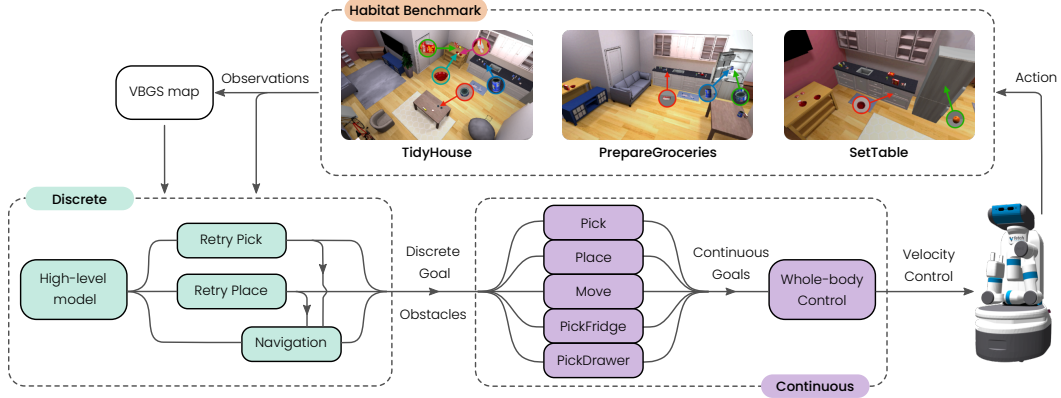 Habitat Benchmark
VBGS map
Observations
Action
TidyHouse
PrepareGroceries
SetTable
Discrete
High-level
model
Retry Pick
Retry Place
Navigation
Discrete
Goal
Obstacles
Pick
Place
Move
PickFridge
PickDrawer
Continuous
Goals
Whole-body
Control
Continuous
Velocity
Control